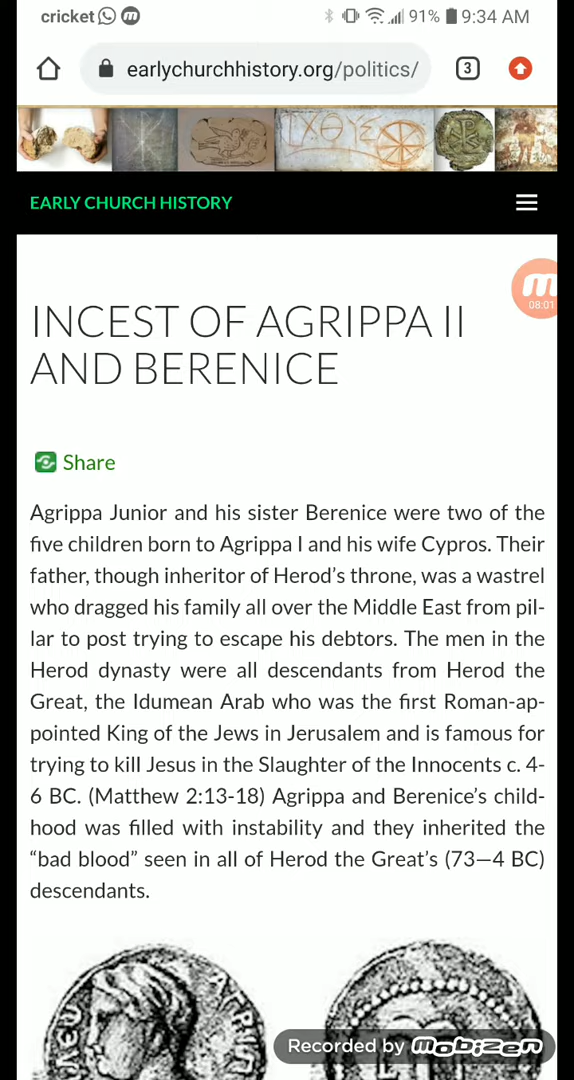 cricket 91% 9:34 AM
earlychurchhistory.org/politics/ 3
ΙΧΘΥΕ
EARLY CHURCH HISTORY
m
08:01
INCEST OF AGRIPPA II
AND BERENICE
Share
Agrippa Junior and his sister Berenice were two of the
five children born to Agrippa I and his wife Cypros. Their
father, though inheritor of Herod’s throne, was a wastrel
who dragged his family all over the Middle East from pil-
lar to post trying to escape his debtors. The men in the
Herod dynasty were all descendants from Herod the
Great, the Idumean Arab who was the first Roman-ap-
pointed King of the Jews in Jerusalem and is famous for
trying to kill Jesus in the Slaughter of the Innocents c. 4-
6 BC. (Matthew 2:13-18) Agrippa and Berenice’s child-
hood was filled with instability and they inherited the
“bad blood” seen in all of Herod the Great’s (73—4 BC)
descendants.
Recorded by mobizen